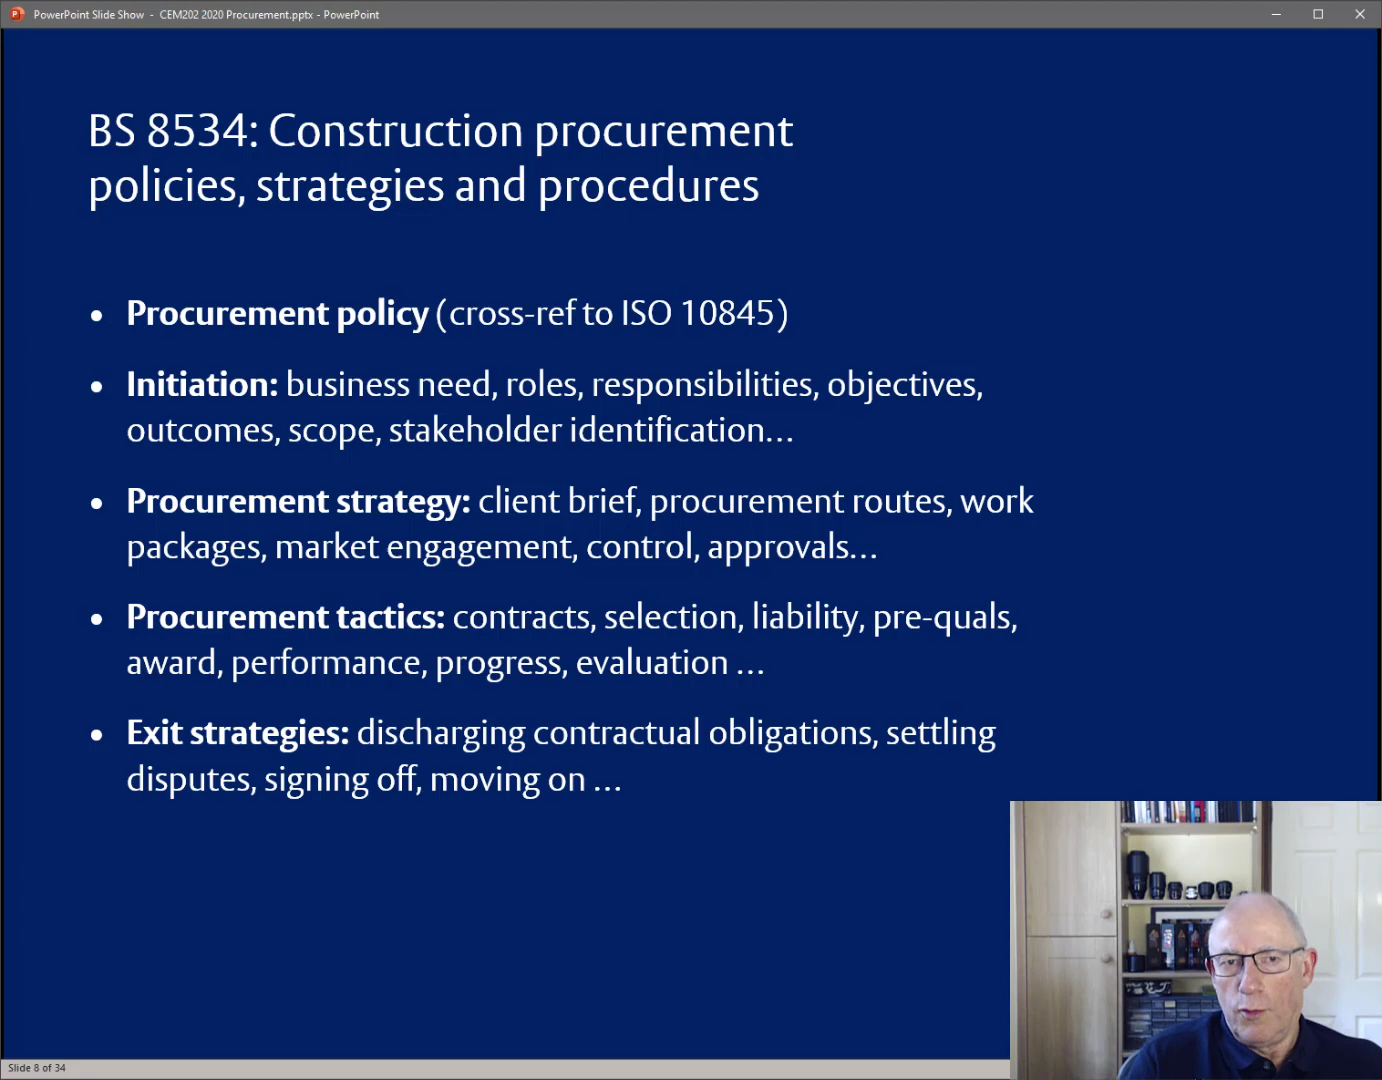 PowerPoint Slide Show - CEM202 2020 Procurement.pptx - PowerPoint
BS 8534: Construction procurement
policies, strategies and procedures
• Procurement policy (cross-ref to ISO 10845)
• Initiation: business need, roles, responsibilities, objectives,
outcomes, scope, stakeholder identification…
• Procurement strategy: client brief, procurement routes, work
packages, market engagement, control, approvals…
• Procurement tactics: contracts, selection, liability, pre-quals,
award, performance, progress, evaluation …
• Exit strategies: discharging contractual obligations, settling
disputes, signing off, moving on …
Slide 8 of 34